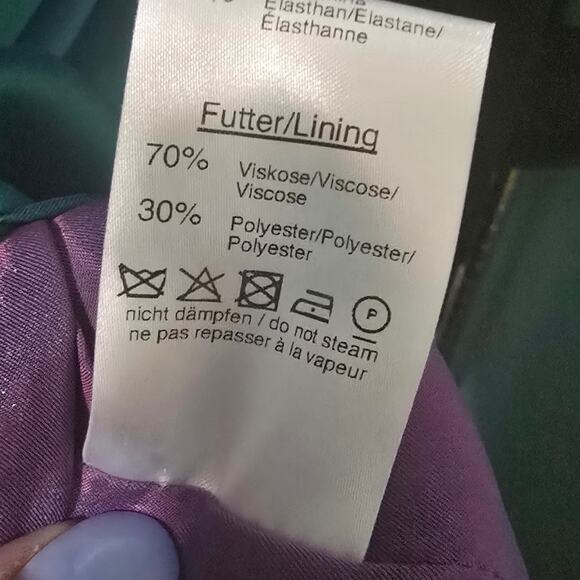 Elasthan/Elastane/
Élasthanne
Futter/Lining
70% Viskose/Viscose/
Viscose
30% Polyester/Polyester/
Polyester
P
nicht dämpfen / do not steam
ne pas repasser à la vapeur